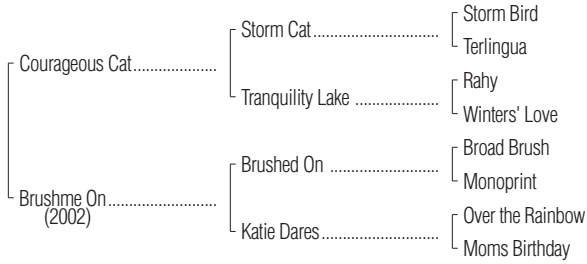 Storm Bird
Storm Cat....................................
Terlingua
Courageous Cat.......................
Rahy
Tranquility Lake ........................
Winters' Love
Broad Brush
Brushed On ...............................
Monoprint
Brushme On..............................
(2002)
Over the Rainbow
Katie Dares.................................
Moms Birthday